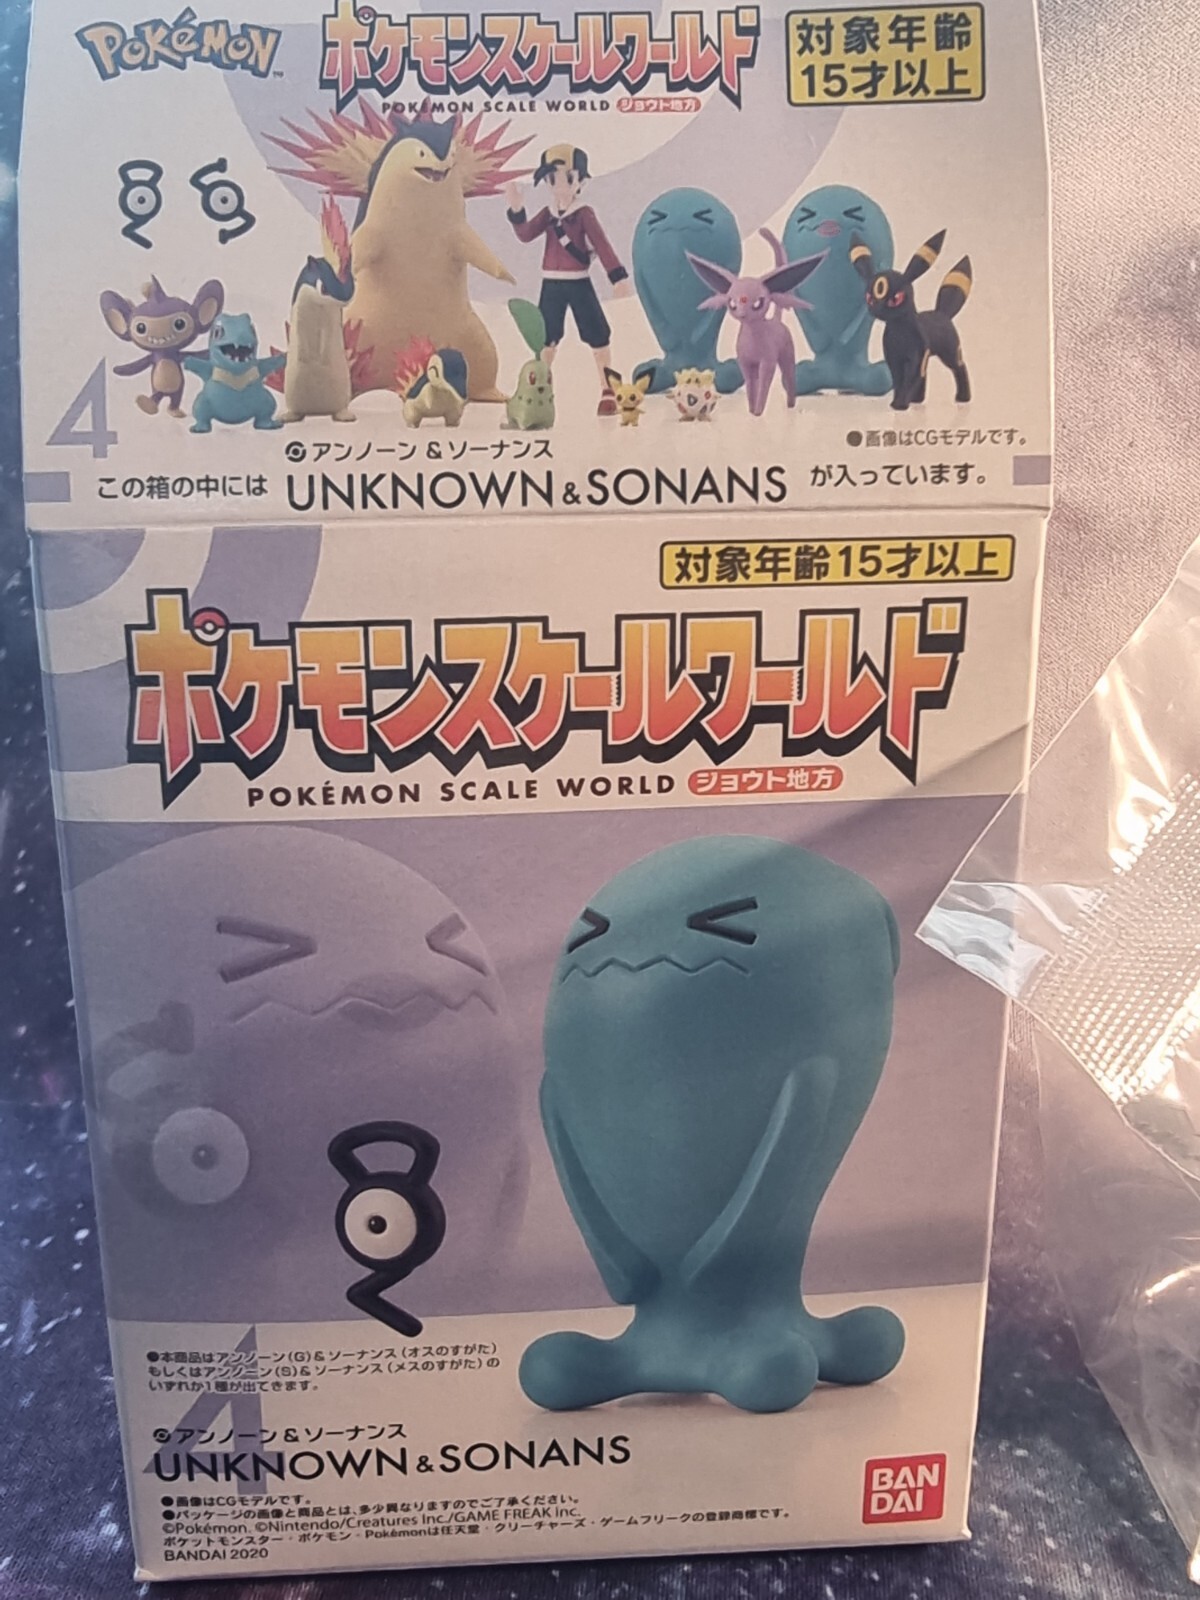 POKÉMON™
ポケモンスケールワールド
POKÉMON SCALE WORLD ジョウト地方
対象年齢
15才以上
●画像はCGモデルです。
4
アンノーン&ソーナンス
この箱の中には UNKNOWN&SONANS が入っています。
対象年齢15才以上
ポケモンスケールワールド
POKÉMON SCALE WORLD ジョウト地方
●本商品はアンノーン(G)&ソーナンス(オスのすがた)
もしくはアンノーン(S)&ソーナンス(メスのすがた)の
いずれか1種が出てきます。
4
アンノーン&ソーナンス
UNKNOWN&SONANS
BAN
DAI
●画像はCGモデルです。
●パッケージの画像と商品とは、多少異なりますのでご了承ください。
©Pokémon. ©Nintendo/Creatures Inc./GAME FREAK inc.
ポケットモンスター・ポケモン・Pokémonは任天堂・クリーチャーズ・ゲームフリークの登録商標です。
BANDAI 2020